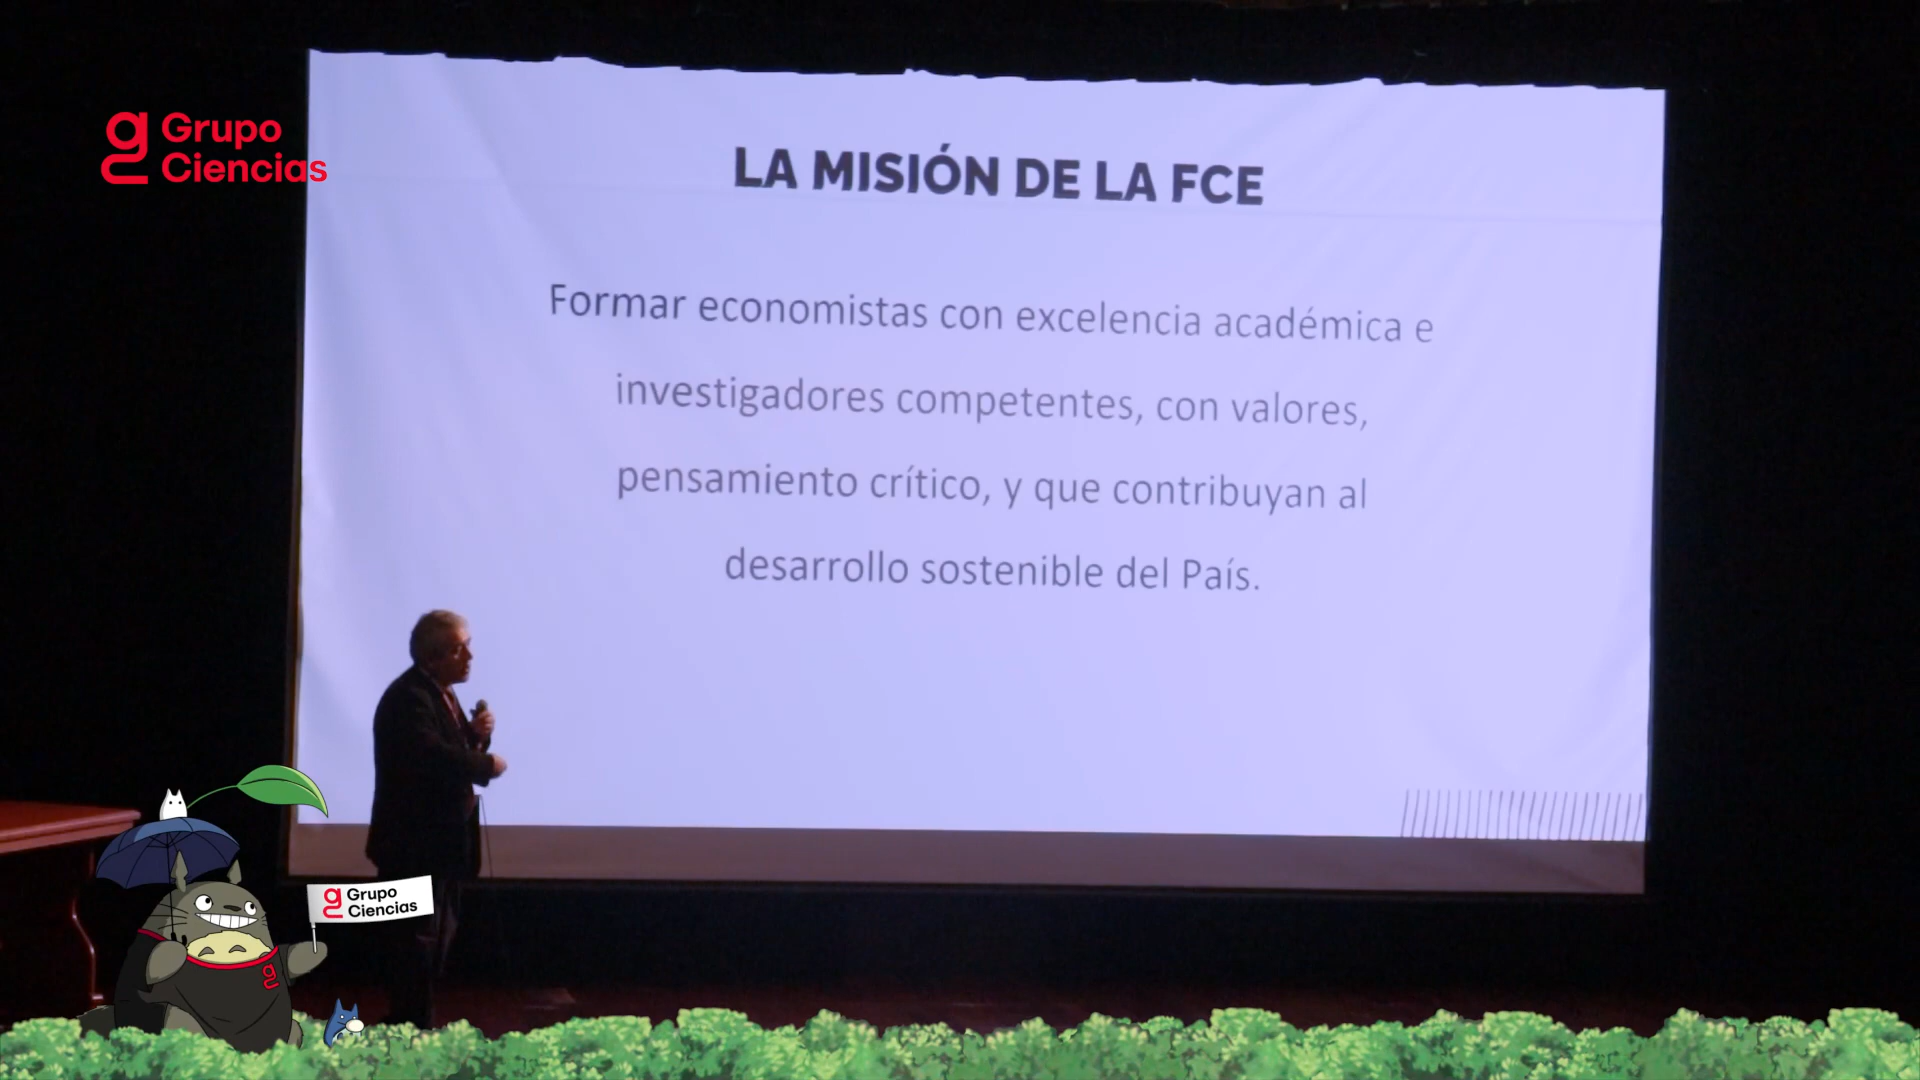 Grupo
Ciencias
LA MISIÓN DE LA FCE
Formar economistas con excelencia académica e
investigadores competentes, con valores,
pensamiento crítico, y que contribuyan al
desarrollo sostenible del País.
Grupo
Ciencias